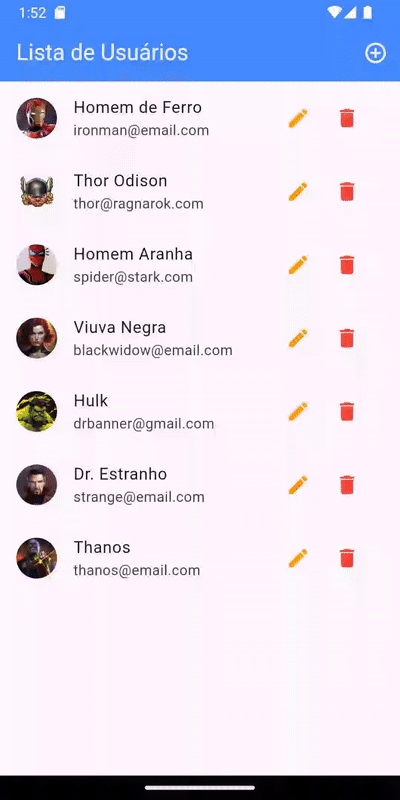 1:52
Lista de Usuários
Homem de Ferro
ironman@email.com
Thor Odison
thor@ragnarok.com
Homem Aranha
spider@stark.com
Viuva Negra
blackwidow@email.com
Hulk
drbanner@gmail.com
Dr. Estranho
strange@email.com
Thanos
thanos@email.com